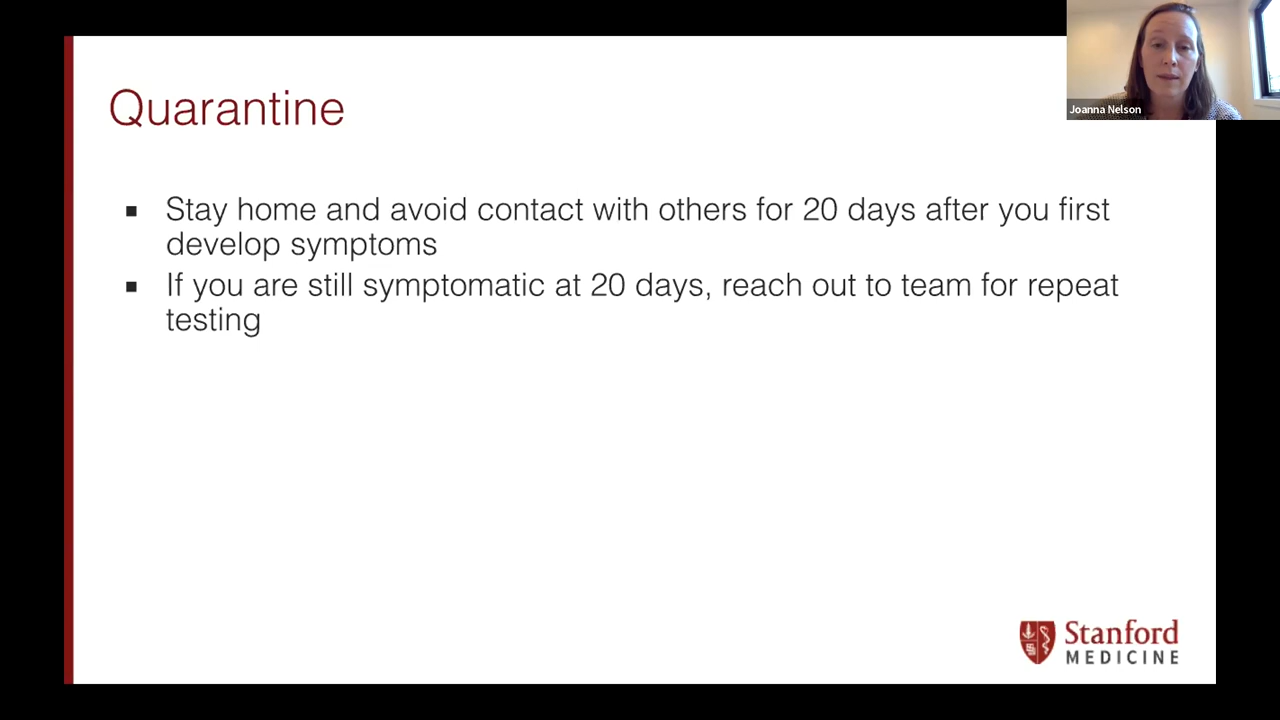 Joanna Nelson
Quarantine
▪ Stay home and avoid contact with others for 20 days after you first
develop symptoms
▪ If you are still symptomatic at 20 days, reach out to team for repeat
testing
Stanford
MEDICINE